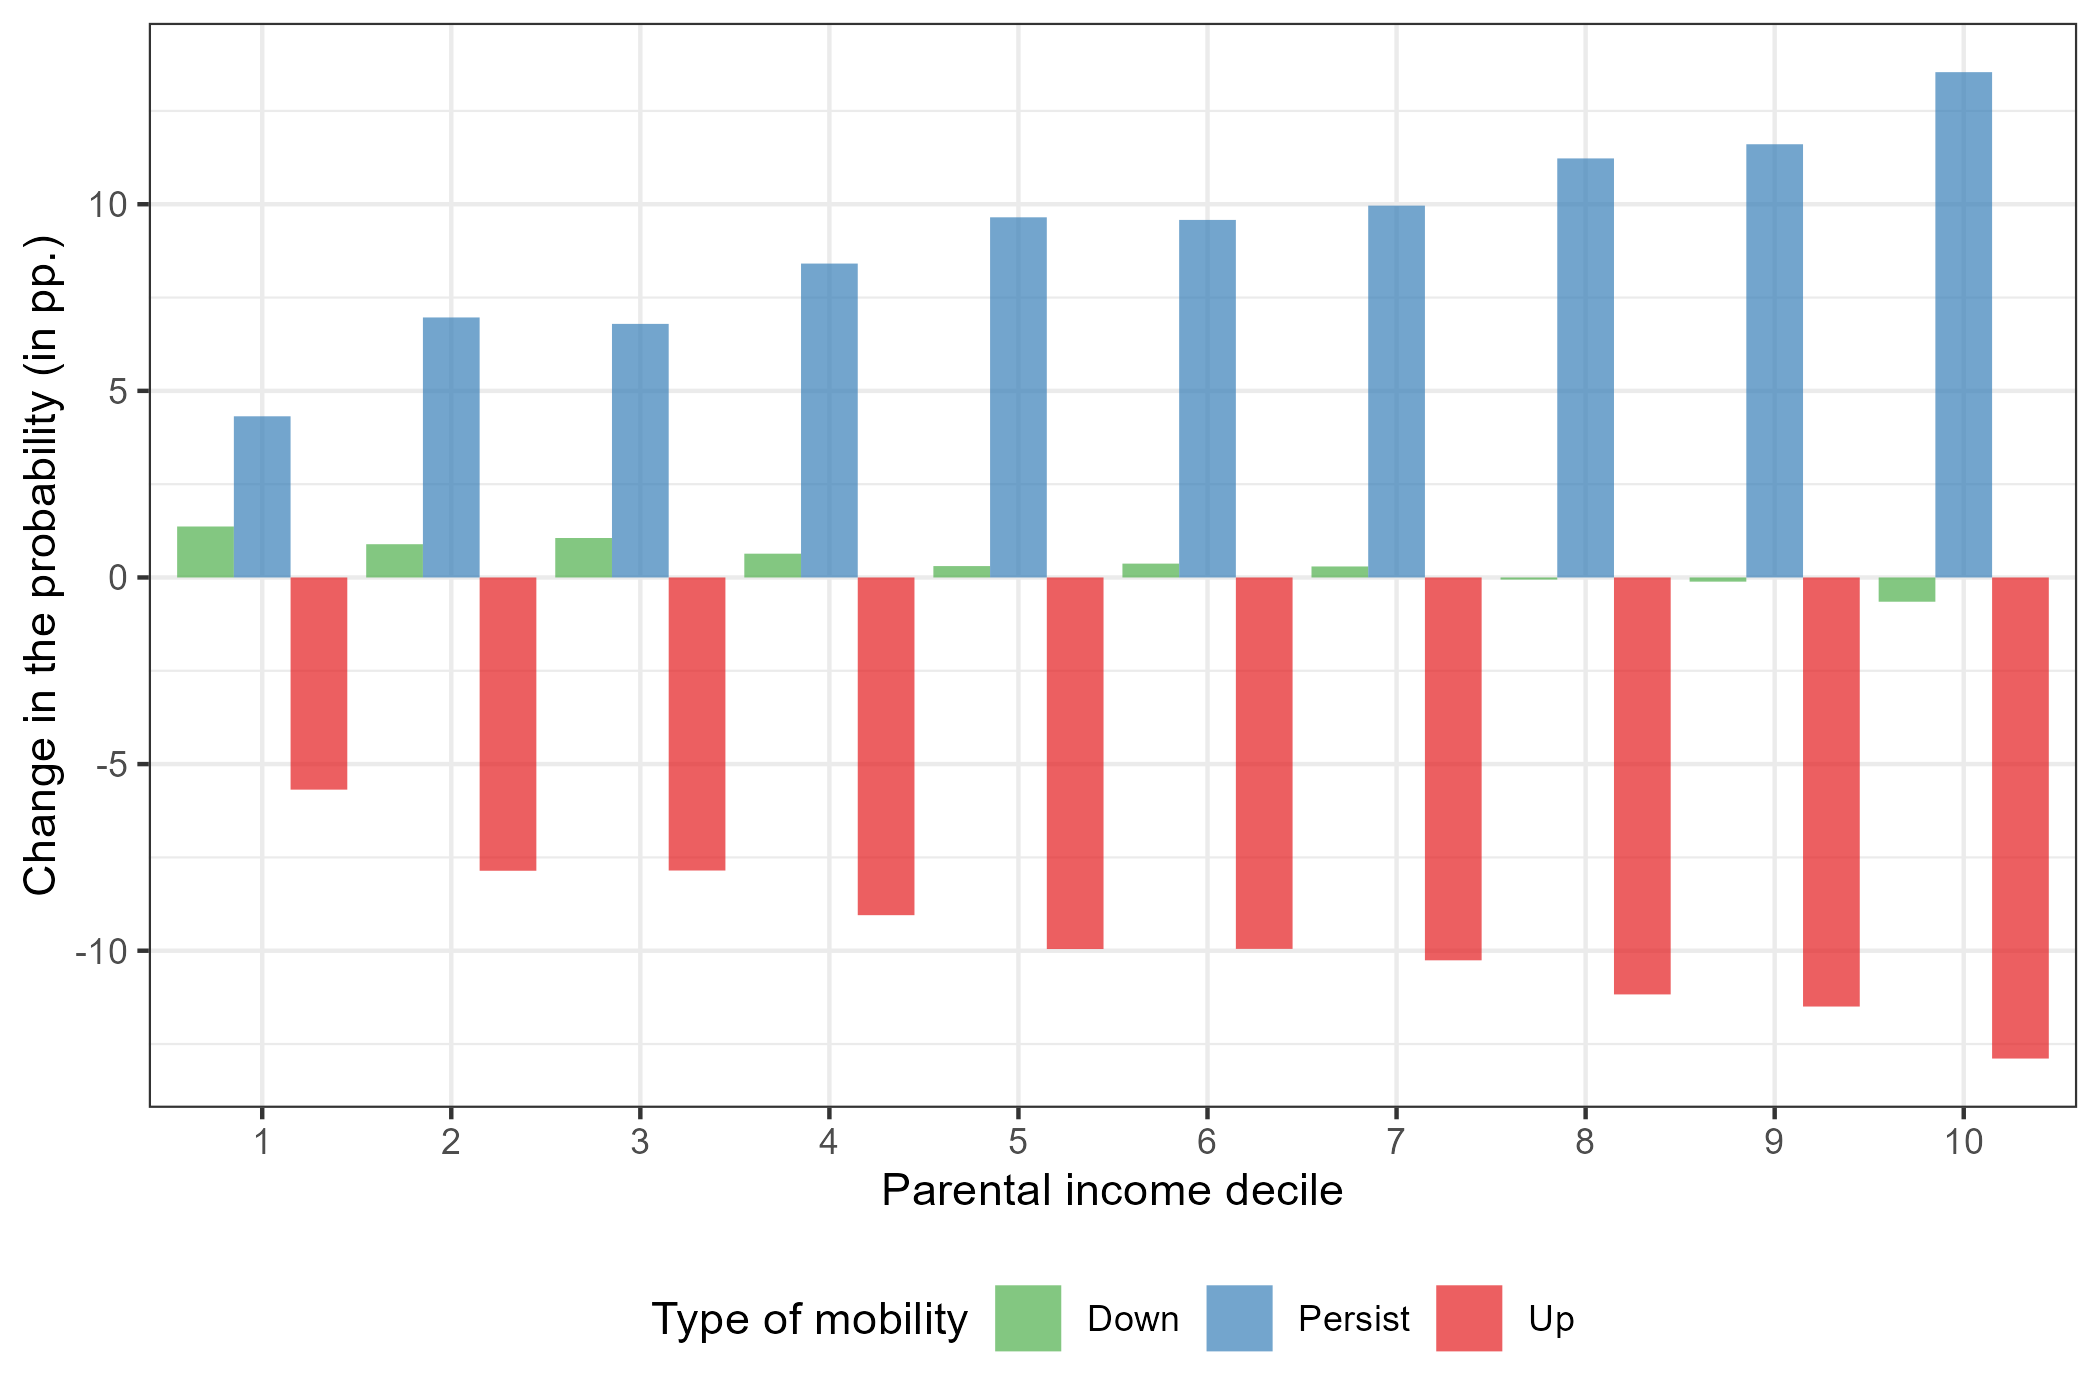 Change in the probability (in pp.)
10
5
0
-5
-10
1 2 3 4 5 6 7 8 9 10
Parental income decile
Type of mobility Down Persist Up